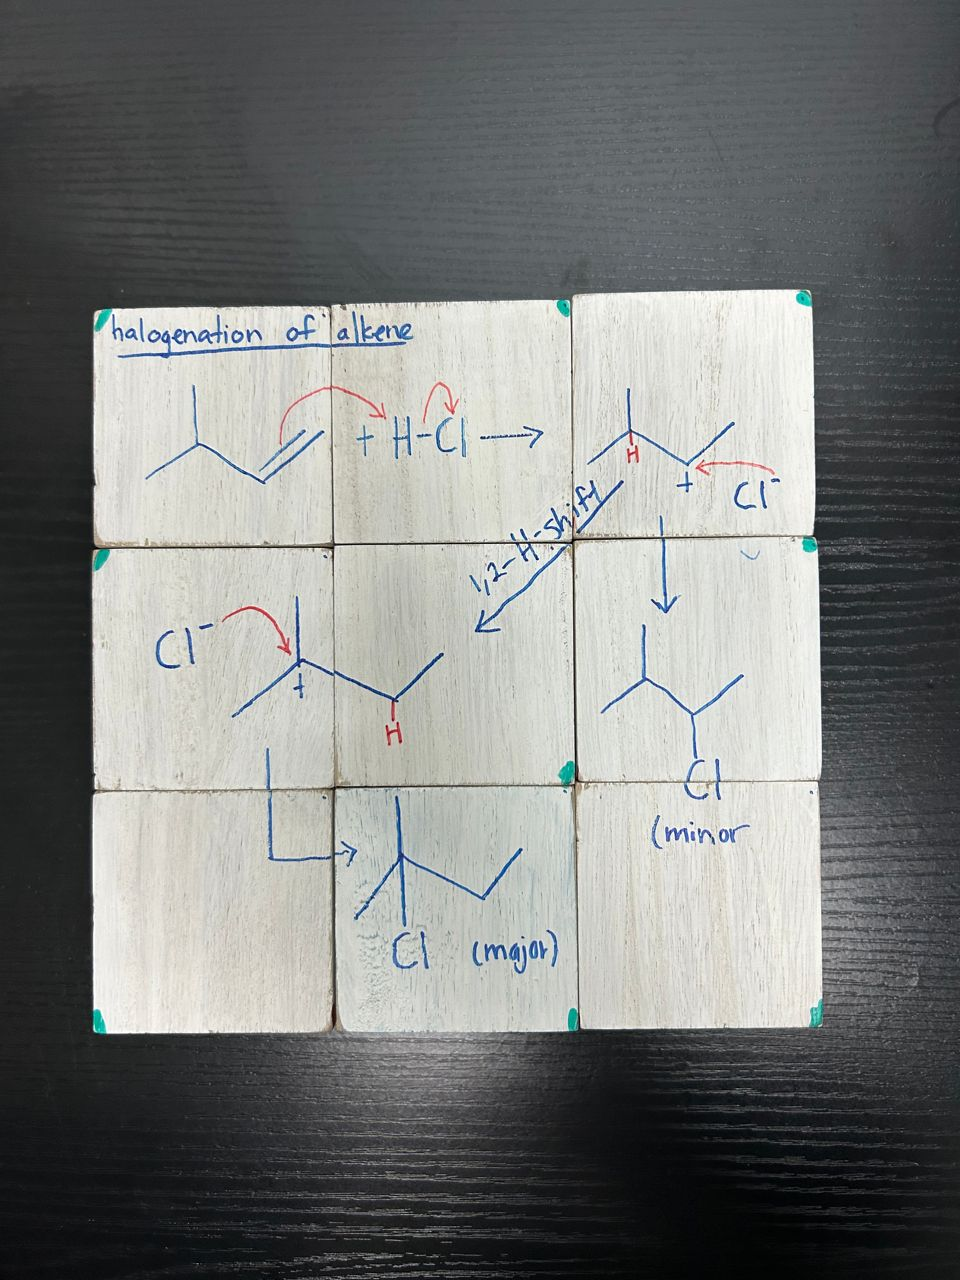 halogenation of alkene
+ H-Cl
H
+
Cl⁻
1,2-H-shift
Cl⁻
+
H
Cl
(minor
Cl (major)